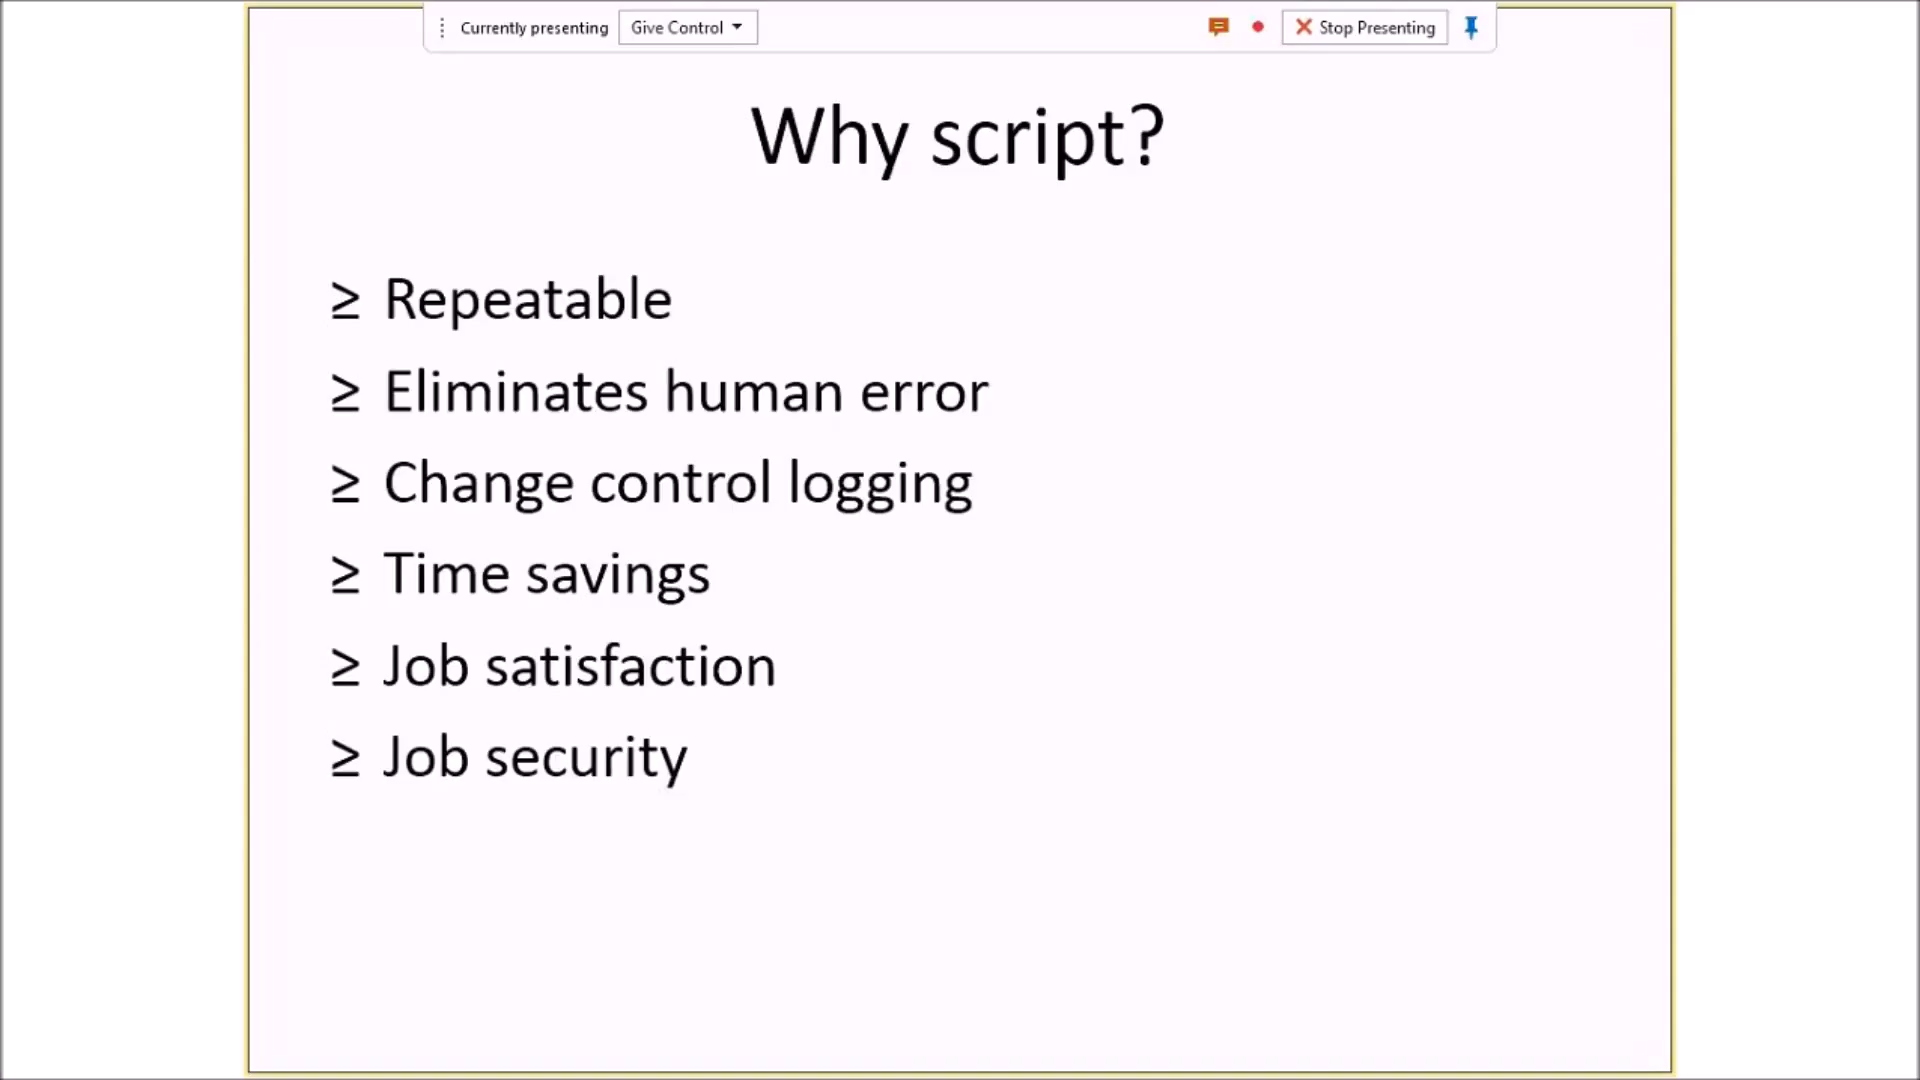 Currently presenting Give Control Stop Presenting
Why script?
≥ Repeatable
≥ Eliminates human error
≥ Change control logging
≥ Time savings
≥ Job satisfaction
≥ Job security